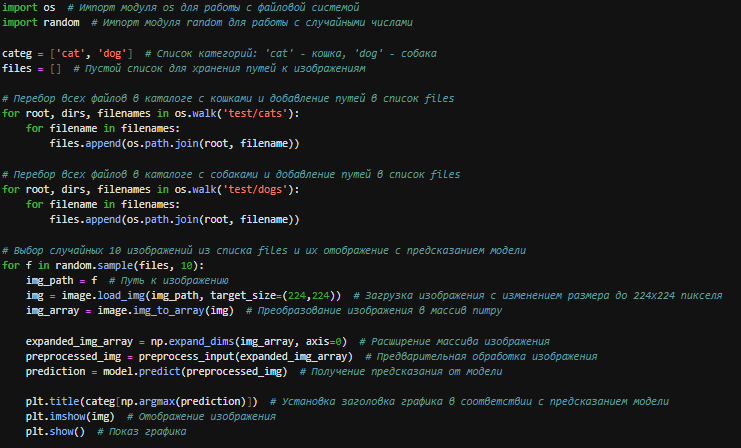 import os  # Импорт модуля os для работы с файловой системой
import random  # Импорт модуля random для работы с случайными числами
categ = ['cat', 'dog']  # Список категорий: 'cat' - кошка, 'dog' - собака
files = []  # Пустой список для хранения путей к изображениям
# Перебор всех файлов в каталоге с кошками и добавление путей в список files
for root, dirs, filenames in os.walk('test/cats'):
    for filename in filenames:
        files.append(os.path.join(root, filename))
# Перебор всех файлов в каталоге с собаками и добавление путей в список files
for root, dirs, filenames in os.walk('test/dogs'):
    for filename in filenames:
        files.append(os.path.join(root, filename))
# Выбор случайных 10 изображений из списка files и их отображение с предсказанием модели
for f in random.sample(files, 10):
    img_path = f  # Путь к изображению
    img = image.load_img(img_path, target_size=(224,224))  # Загрузка изображения с изменением размера до 224x224 пикселя
    img_array = image.img_to_array(img)  # Преобразование изображения в массив numpy
    expanded_img_array = np.expand_dims(img_array, axis=0)  # Расширение массива изображения
    preprocessed_img = preprocess_input(expanded_img_array)  # Предварительная обработка изображения
    prediction = model.predict(preprocessed_img)  # Получение предсказания от модели
    plt.title(categ[np.argmax(prediction)])  # Установка заголовка графика в соответствии с предсказанием модели
    plt.imshow(img)  # Отображение изображения
    plt.show()  # Показ графика